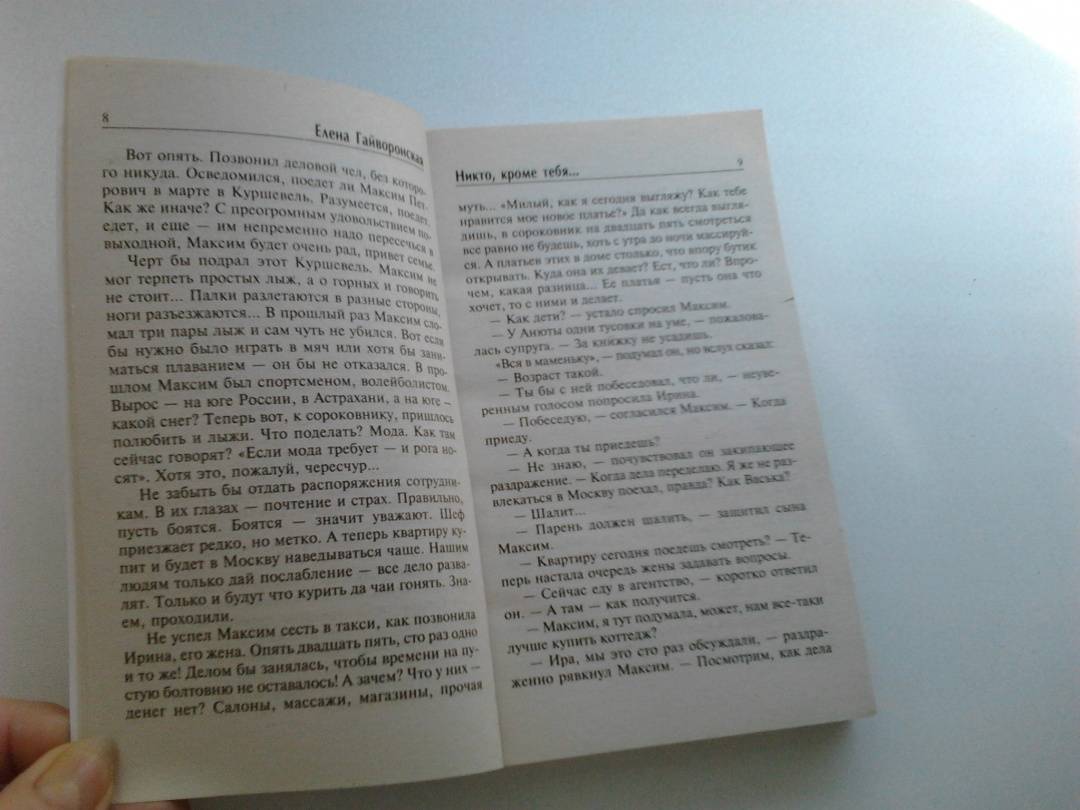 8
Елена Гайворонская
Вот опять. Позвонил деловой чел, без которо-
го никуда. Осведомился, поедет ли Максим Пет-
рович в марте в Куршевель. Разумеется, поедет.
Как же иначе? С преогромным удовольствием по-
едет, и еще — им непременно надо пересечься в
выходной, Максим будет очень рад, привет семье.
Черт бы подрал этот Куршевель. Максим не
мог терпеть простых лыж, а о горных и говорить
не стоит... Палки разлетаются в разные стороны,
ноги разъезжаются... В прошлый раз Максим сло-
мал три пары лыж и сам чуть не убился. Вот если
бы нужно было играть в мяч или хотя бы зани-
маться плаванием — он бы не отказался. В про-
шлом Максим был спортсменом, волейболистом.
Вырос — на юге России, в Астрахани, а на юге —
какой снег? Теперь вот, к сороковнику, пришлось
полюбить и лыжи. Что поделать? Мода. Как там
сейчас говорят? «Если мода требует — и рога но-
сят». Хотя это, пожалуй, чересчур...
Не забыть бы отдать распоряжения сотрудни-
кам. В их глазах — почтение и страх. Правильно,
пусть боятся. Боятся — значит уважают. Шеф
приезжает редко, но метко. А теперь квартиру ку-
пит и будет в Москву наведываться чаще. Нашим
людям только дай послабление — все дело разва-
лят. Только и будут что курить да чаи гонять. Зна-
ем, проходили.
Не успел Максим сесть в такси, как позвонила
Ирина, его жена. Опять двадцать пять, сто раз одно
и то же! Делом бы занялась, чтобы времени на пу-
стую болтовню не оставалось! А зачем? Что у них —
денег нет? Салоны, массажи, магазины, прочая
Никто, кроме тебя...
9
муть... «Милый, как я сегодня выгляжу? Как тебе
нравится мое новое платье?» Да как всегда выгля-
дишь, в сороковник на двадцать пять смотреться
все равно не будешь, хоть с утра до ночи массируй-
ся. А платьев этих в доме столько, что впору бутик
открывать. Куда она их девает? Ест, что ли? Впро-
чем, какая разница... Ее платья — пусть она что
хочет, то с ними и делает.
— Как дети? — устало спросил Максим.
— У Анюты одни тусовки на уме, — пожалова-
лась супруга. — За книжку не усадишь.
«Вся в маменьку», — подумал он, но вслух сказал:
— Возраст такой.
— Ты бы с ней побеседовал, что ли, — неуве-
ренным голосом попросила Ирина.
— Побеседую, — согласился Максим. — Когда
приеду.
— А когда ты приедешь?
— Не знаю, — почувствовал он закипающее
раздражение. — Когда дела переделаю. Я же не раз-
влекаться в Москву поехал, правда? Как Васька?
— Шалит...
— Парень должен шалить, — защитил сына
Максим.
— Квартиру сегодня поедешь смотреть? — Те-
перь настала очередь жены задавать вопросы.
— Сейчас еду в агентство, — коротко ответил
он. — А там — как получится.
— Максим, я тут подумала, может, нам все-таки
лучше купить коттедж?
— Ира, мы это сто раз обсуждали, — раздра-
женно рявкнул Максим. — Посмотрим, как дела